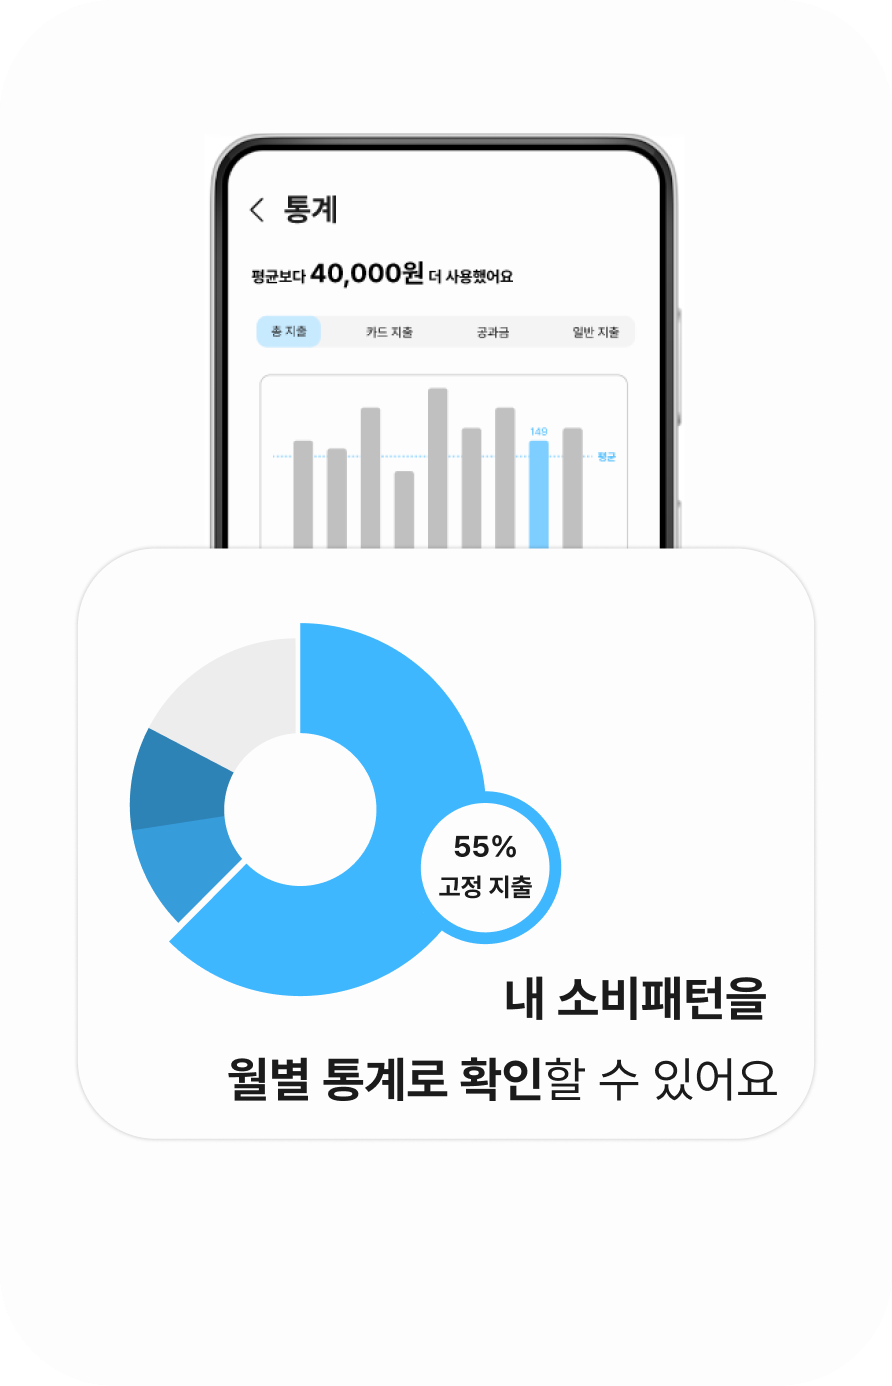 통계
평균보다 40,000원 더 사용했어요
총 지출 카드 지출 공과금 일반 지출
149
평균
55%
고정 지출
내 소비패턴을
월별 통계로 확인할 수 있어요